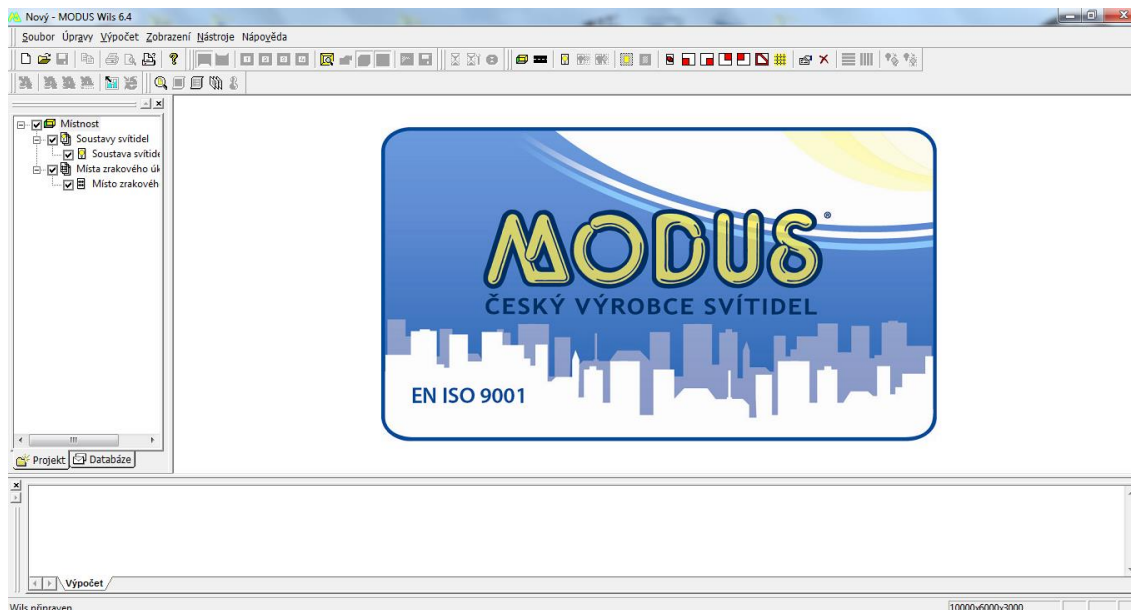 Nový - MODUS Wils 6.4
Soubor Úpravy Výpočet Zobrazení Nástroje Nápověda
Místnost
Soustavy svítidel
Soustava svítide
Místa zrakového úk
Místo zrakovéh
Projekt Databáze
MODUS®
ČESKÝ VÝROBCE SVÍTIDEL
EN ISO 9001
Výpočet
Wils připraven
10000x6000x3000